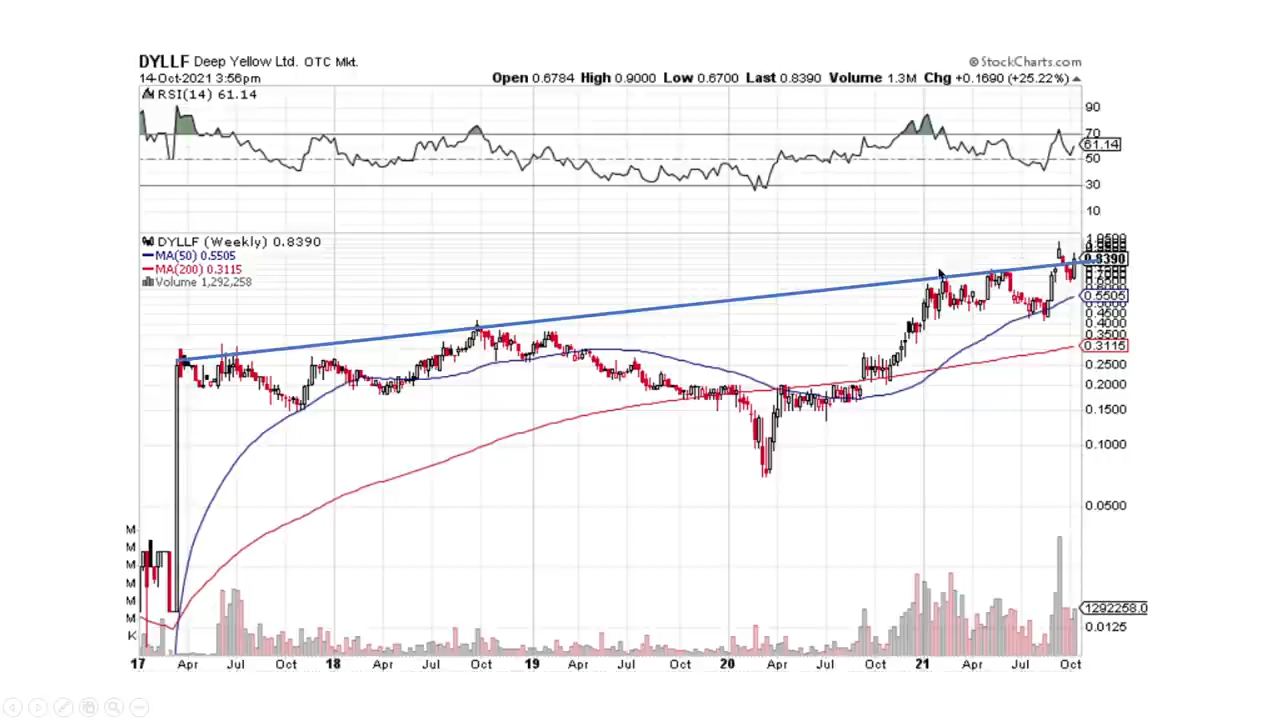 DYLLF Deep Yellow Ltd. OTC Mkt.
© StockCharts.com
14-Oct-2021 3:56pm
Open 0.6784 High 0.9000 Low 0.6700 Last 0.8390 Volume 1.3M Chg +0.1690 (+25.22%)
RSI(14) 61.14
90
70
61.14
50
30
10
DYLLF (Weekly) 0.8390
MA(50) 0.5505
MA(200) 0.3115
Volume 1,292,258
0.8390
0.5505
0.4500
0.4000
0.3500
0.3115
0.2500
0.2000
0.1500
0.1000
0.0500
M
M
M
M
M
M
K
1292258.0
0.0125
17 Apr Jul Oct 18 Apr Jul Oct 19 Apr Jul Oct 20 Apr Jul Oct 21 Apr Jul Oct